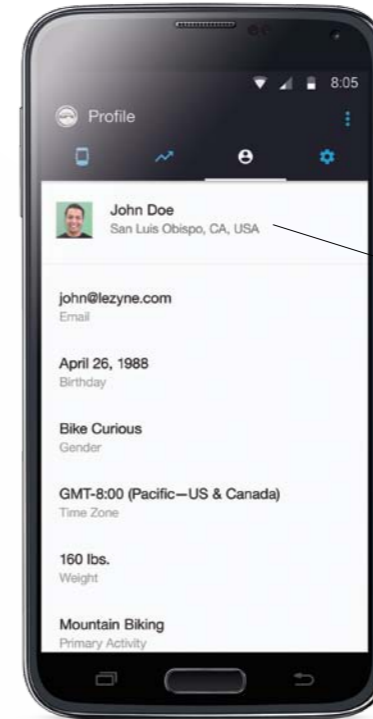 8:05
Profile
John Doe
San Luis Obispo, CA, USA
john@lezyne.com
Email
April 26, 1988
Birthday
Bike Curious
Gender
GMT-8:00 (Pacific—US & Canada)
Time Zone
160 lbs.
Weight
Mountain Biking
Primary Activity